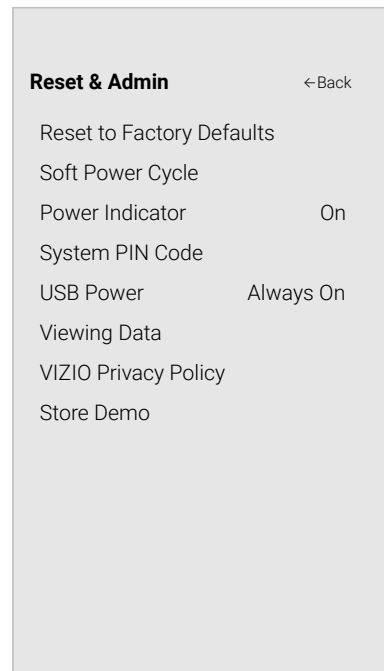 Reset & Admin ←Back
Reset to Factory Defaults
Soft Power Cycle
Power Indicator On
System PIN Code
USB Power Always On
Viewing Data
VIZIO Privacy Policy
Store Demo